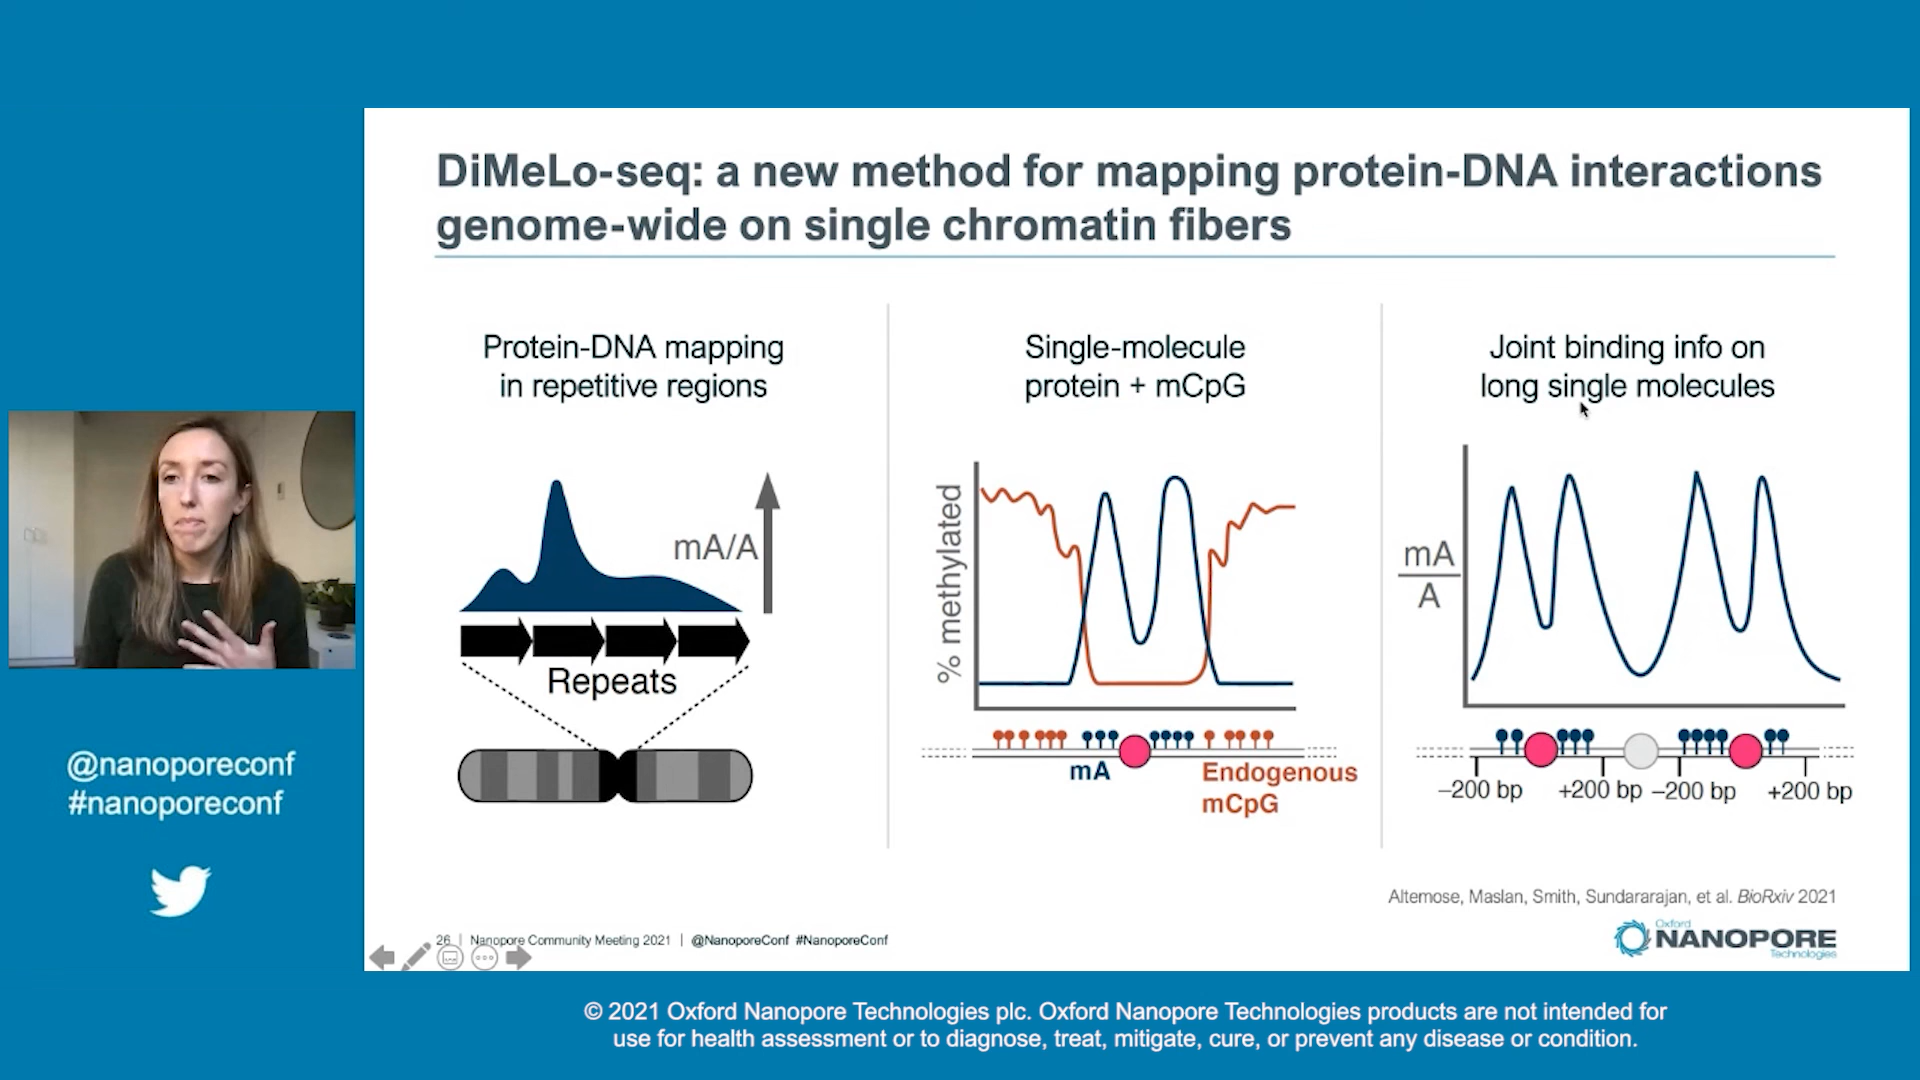 DiMeLo-seq: a new method for mapping protein-DNA interactions
genome-wide on single chromatin fibers
Protein-DNA mapping
in repetitive regions
mA/A
Repeats
Single-molecule
protein + mCpG
% methylated
mA
Endogenous
mCpG
Joint binding info on
long single molecules
mA
A
–200 bp
+200 bp
–200 bp
+200 bp
Altemose, Maslan, Smith, Sundararajan, et al. BioRxiv 2021
26 | Nanopore Community Meeting 2021 | @NanoporeConf #NanoporeConf
Oxford
NANOPORE
Technologies
@nanoporeconf
#nanoporeconf
© 2021 Oxford Nanopore Technologies plc. Oxford Nanopore Technologies products are not intended for
use for health assessment or to diagnose, treat, mitigate, cure, or prevent any disease or condition.